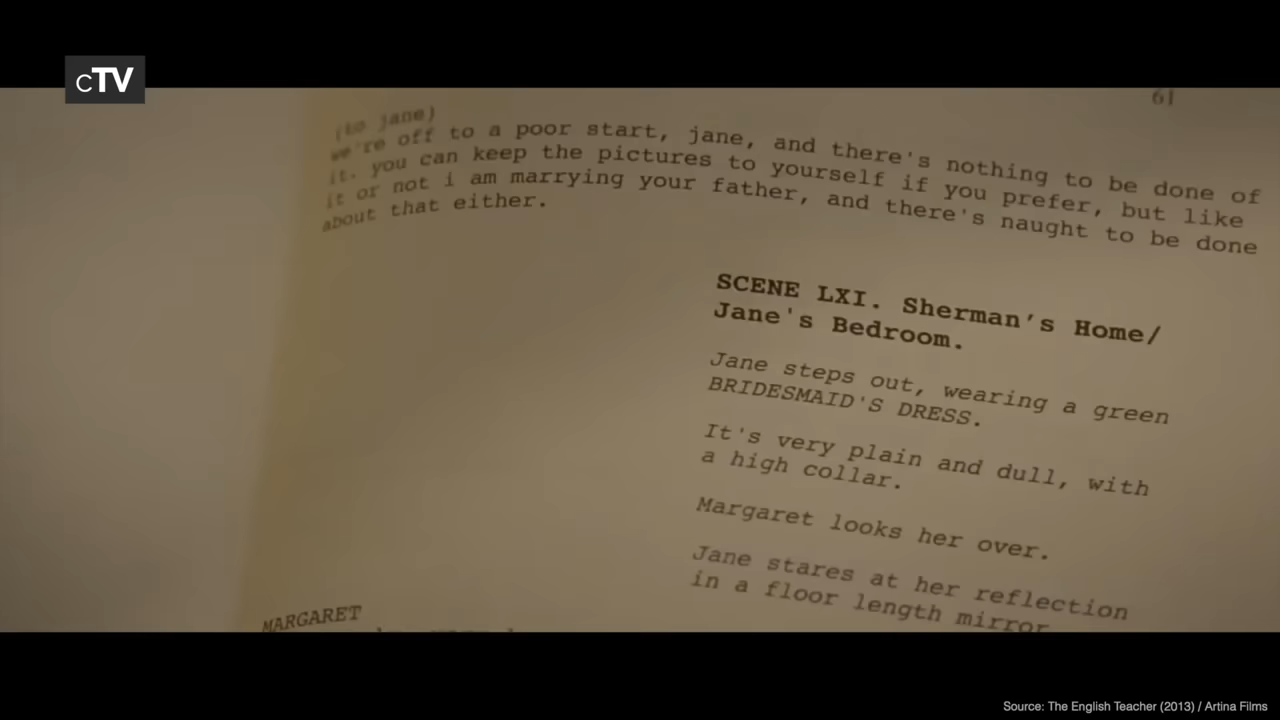 cTV
61
(to jane)
we're off to a poor start, jane, and there's nothing to be done of
it. you can keep the pictures to yourself if you prefer, but like
it or not i am marrying your father, and there's naught to be done
about that either.
SCENE LXI. Sherman's Home/
Jane's Bedroom.
Jane steps out, wearing a green
BRIDESMAID'S DRESS.
It's very plain and dull, with
a high collar.
Margaret looks her over.
Jane stares at her reflection
in a floor length mirror
MARGARET
Source: The English Teacher (2013) / Artina Films